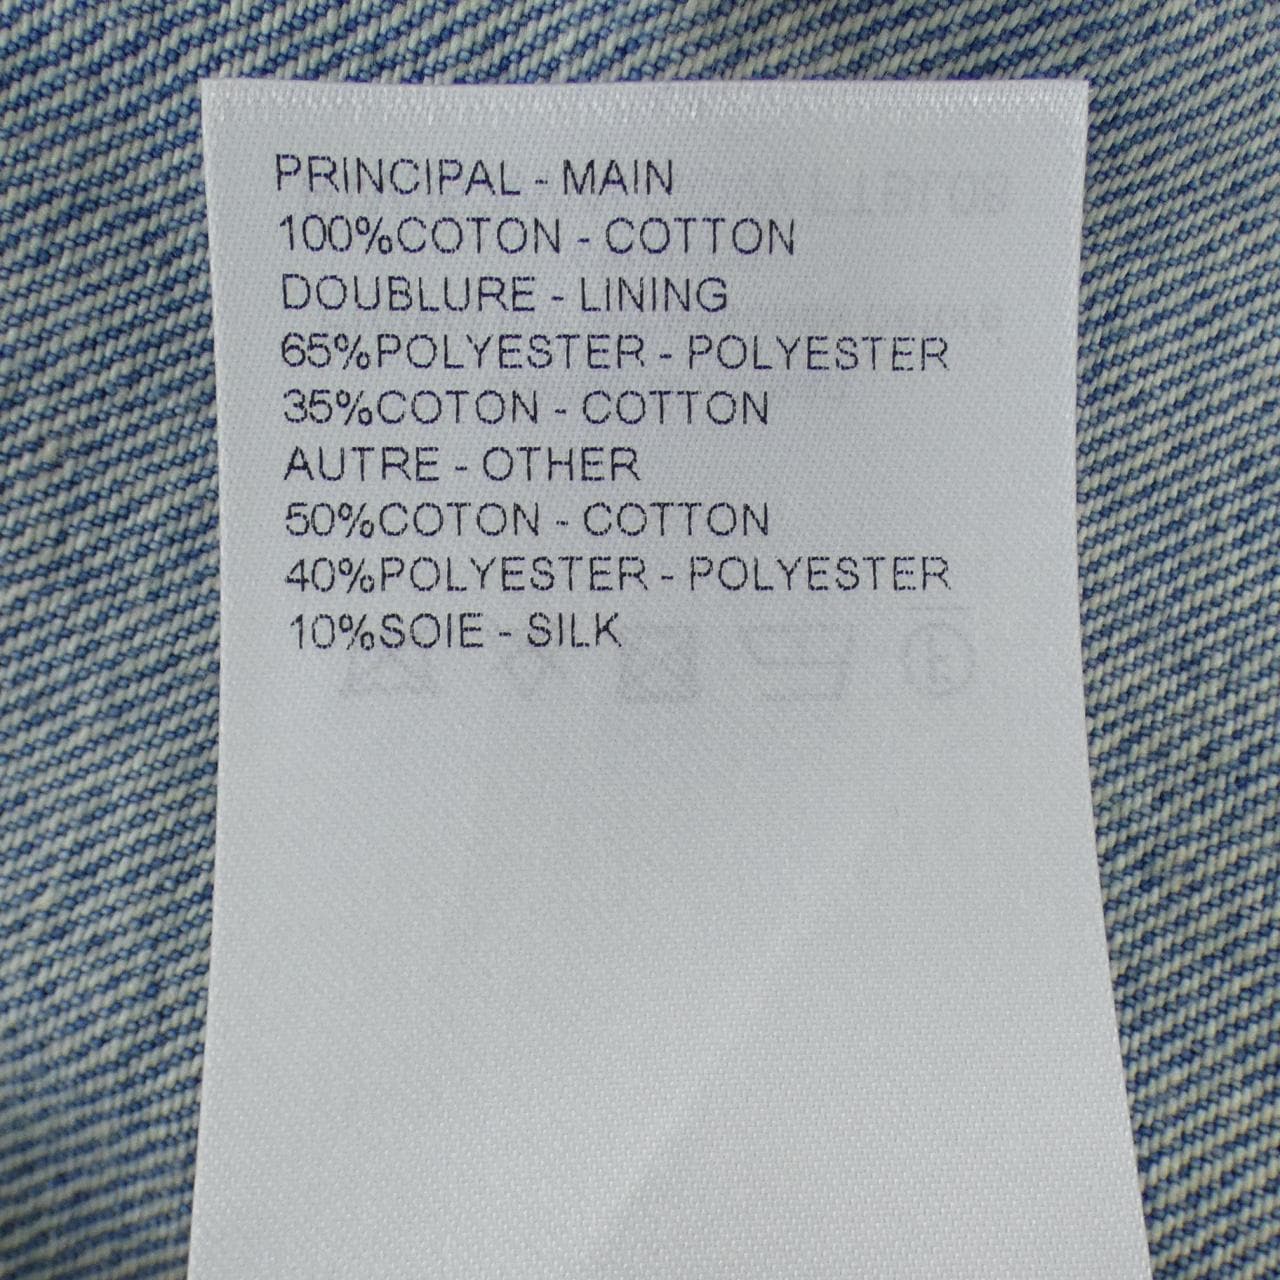 PRINCIPAL - MAIN
100%COTON - COTTON
DOUBLURE - LINING
65%POLYESTER - POLYESTER
35%COTON - COTTON
AUTRE - OTHER
50%COTON - COTTON
40%POLYESTER - POLYESTER
10%SOIE - SILK